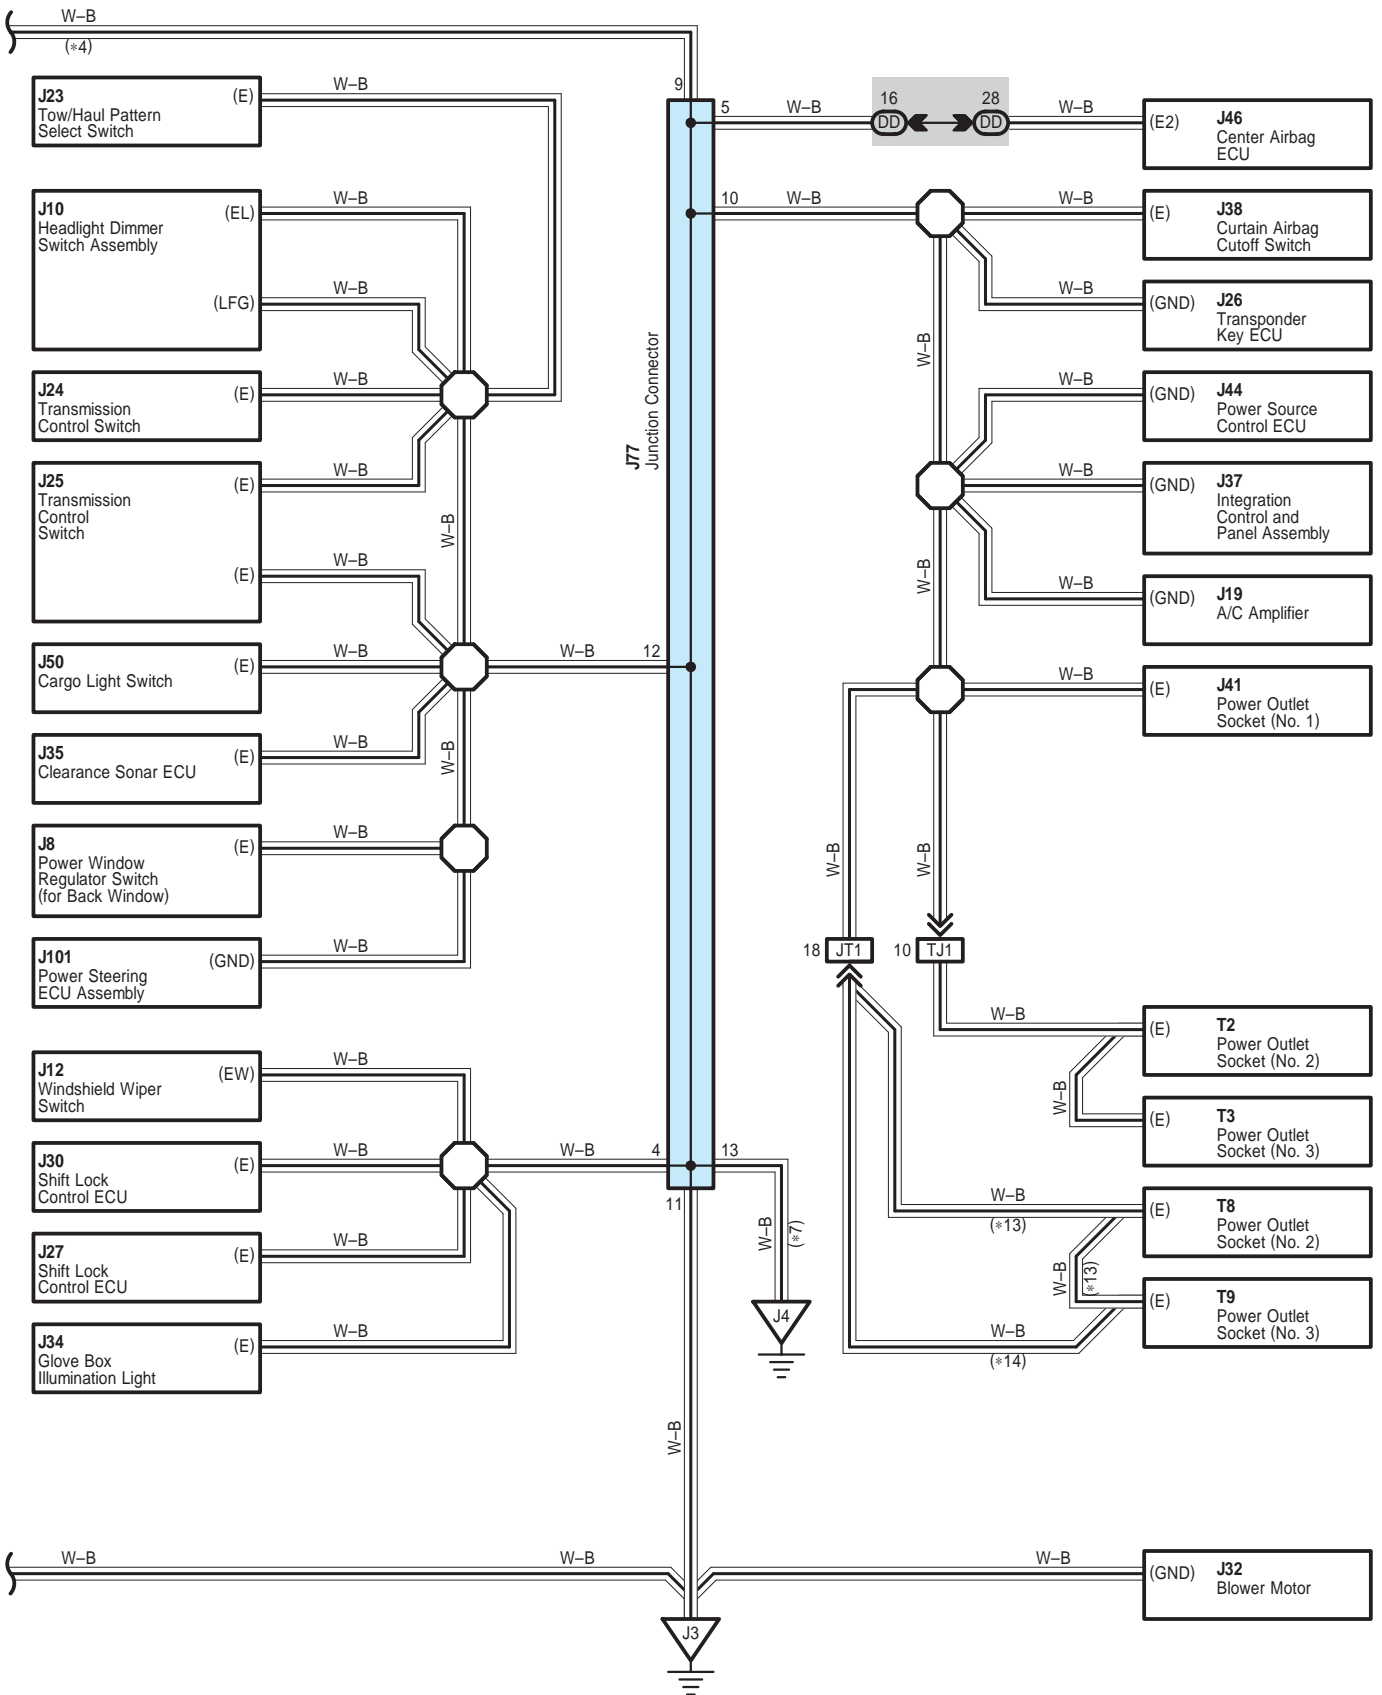 W–B
(*4)
J23
(E)
Tow/Haul Pattern
Select Switch
W–B
9
5
W–B
16
28
DD
DD
W–B
(E2)
J46
Center Airbag
ECU
J10
(EL)
Headlight Dimmer
Switch Assembly
W–B
(LFG)
W–B
10
W–B
W–B
(E)
J38
Curtain Airbag
Cutoff Switch
W–B
(GND)
J26
Transponder
Key ECU
W–B
J24
(E)
Transmission
Control Switch
W–B
J77
Junction Connector
W–B
(GND)
J44
Power Source
Control ECU
J25
(E)
Transmission
Control
Switch
W–B
(E)
W–B
W–B
W–B
(GND)
J37
Integration
Control and
Panel Assembly
W–B
W–B
(GND)
J19
A/C Amplifier
J50
(E)
Cargo Light Switch
W–B
W–B
12
W–B
(E)
J41
Power Outlet
Socket (No. 1)
J35
(E)
Clearance Sonar ECU
W–B
W–B
J8
(E)
Power Window
Regulator Switch
(for Back Window)
W–B
W–B
W–B
J101
(GND)
Power Steering
ECU Assembly
W–B
18
JT1
10
TJ1
W–B
(E)
T2
Power Outlet
Socket (No. 2)
J12
(EW)
Windshield Wiper
Switch
W–B
W–B
(E)
T3
Power Outlet
Socket (No. 3)
J30
(E)
Shift Lock
Control ECU
W–B
W–B
4
13
11
W–B
(*7)
J4
W–B
(*13)
(E)
T8
Power Outlet
Socket (No. 2)
J27
(E)
Shift Lock
Control ECU
W–B
W–B
(*13)
(E)
T9
Power Outlet
Socket (No. 3)
J34
(E)
Glove Box
Illumination Light
W–B
W–B
(*14)
W–B
W–B
W–B
W–B
(GND)
J32
Blower Motor
J3